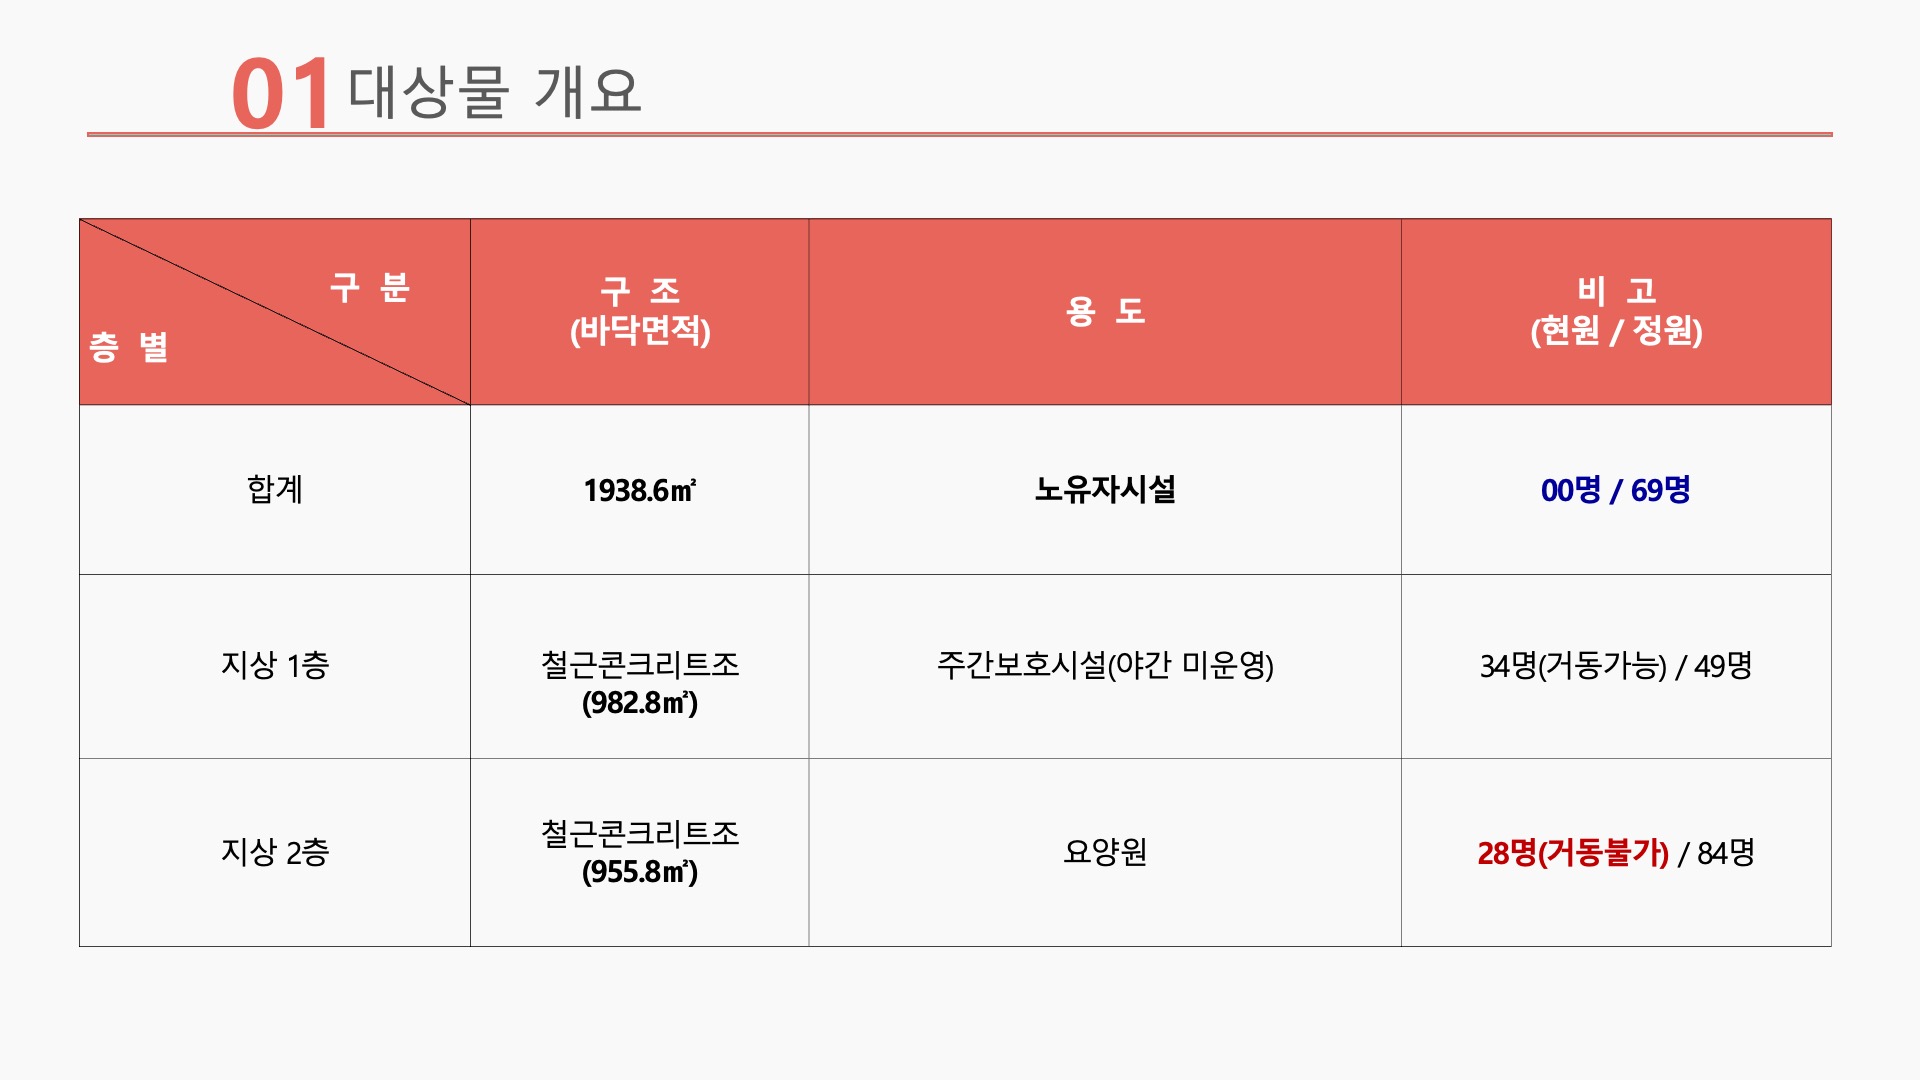 01 대상물 개요
구 분
층 별
구 조
(바닥면적)
용 도
비 고
(현원 / 정원)
합계
1938.6㎡
노유자시설
00명 / 69명
지상 1층
철근콘크리트조
(982.8㎡)
주간보호시설(야간 미운영)
34명(거동가능) / 49명
지상 2층
철근콘크리트조
(955.8㎡)
요양원
28명(거동불가) / 84명